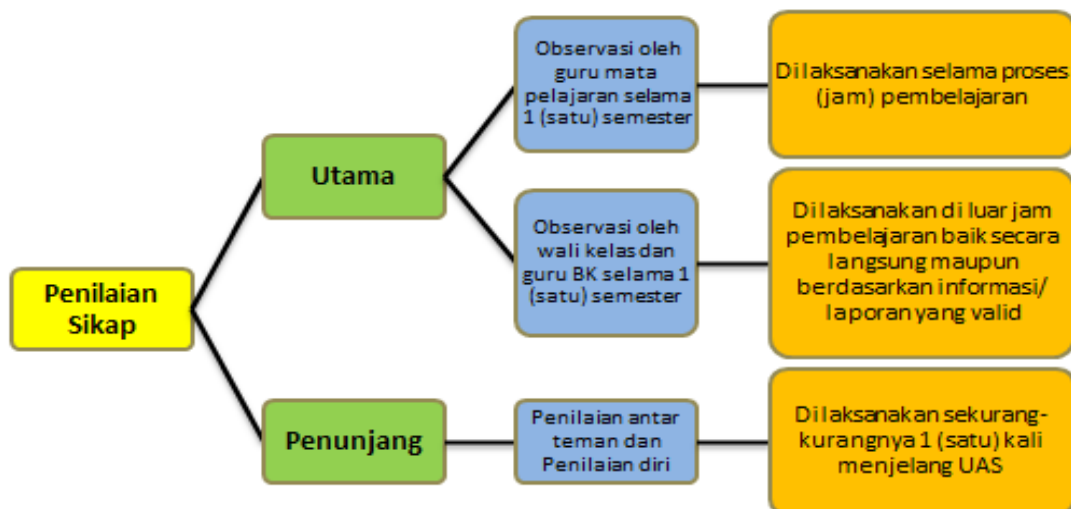 Penilaian
Sikap
Utama
Observasi oleh
guru mata
pelajaran selama
1 (satu) semester
Dilaksanakan selama proses
(jam) pembelajaran
Observasi oleh
wali kelas dan
guru BK selama 1
(satu) semester
Dilaksanakan di luar jam
pembelajaran baik secara
langsung maupun
berdasarkan informasi/
laporan yang valid
Penunjang
Penilaian antar
teman dan
Penilaian diri
Dilaksanakan sekurang-
kurangnya 1 (satu) kali
menjelang UAS